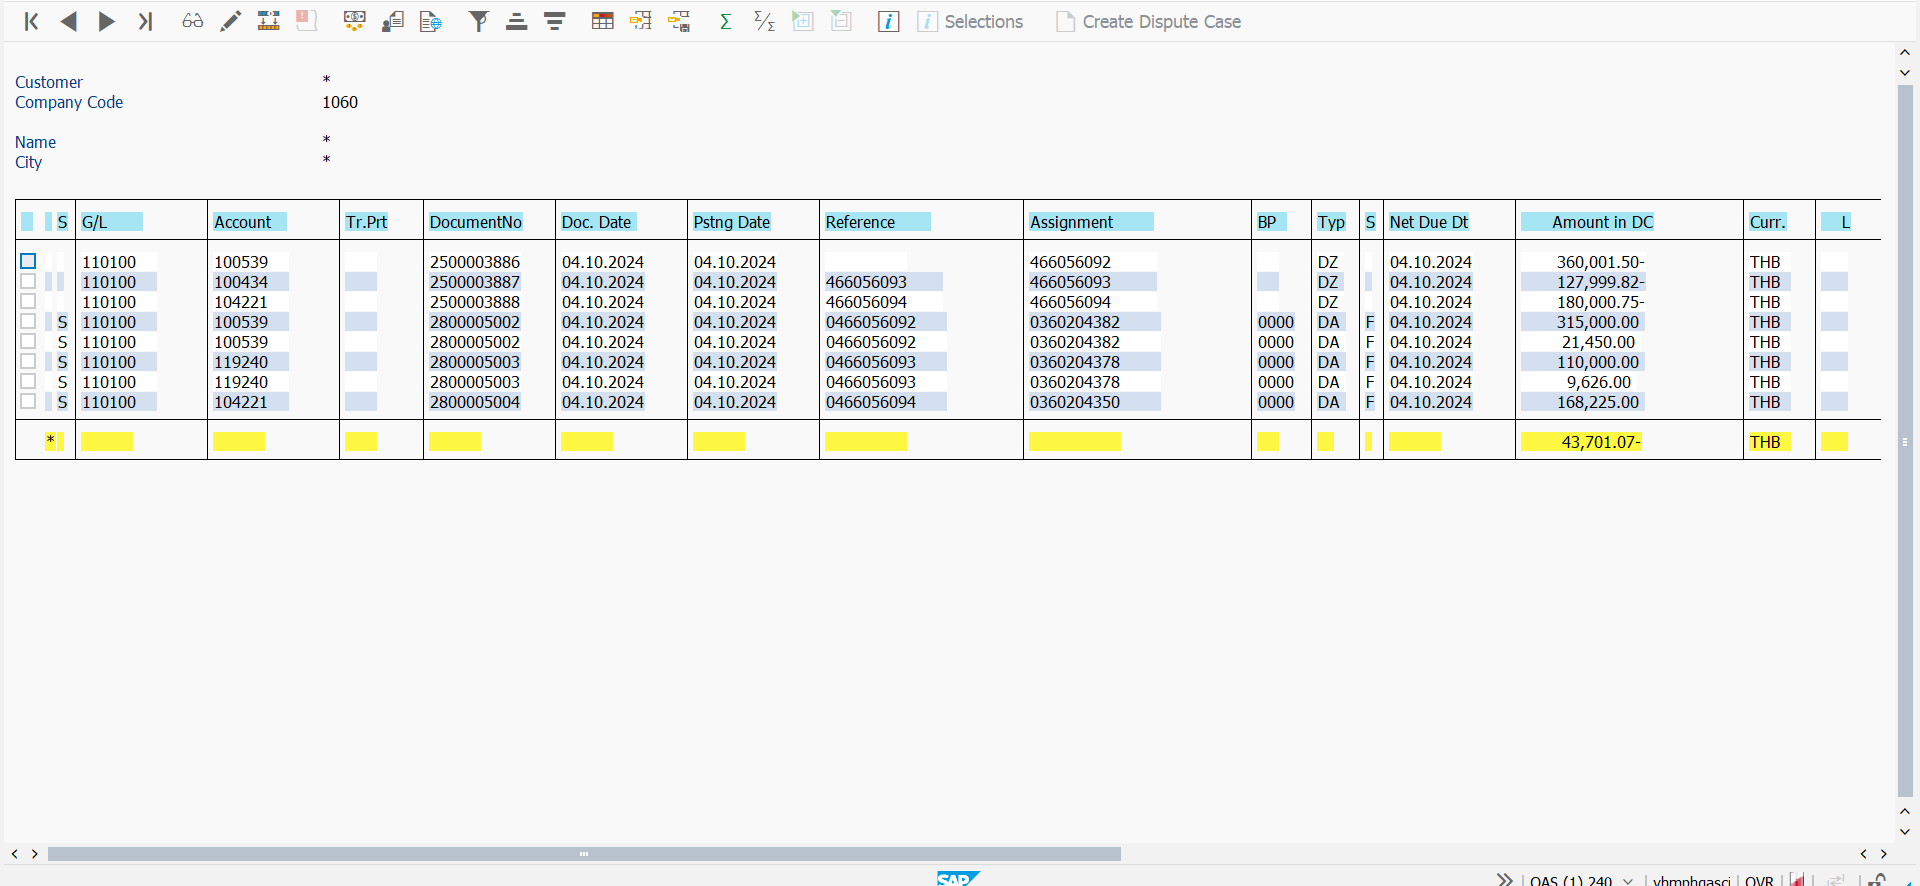 Selections Create Dispute Case
Customer *
Company Code 1060
Name *
City *
S G/L Account Tr.Prt DocumentNo Doc. Date Pstng Date Reference Assignment BP Typ S Net Due Dt Amount in DC Curr. L
110100 100539 2500003886 04.10.2024 04.10.2024 466056092 DZ 04.10.2024 360,001.50- THB
110100 100434 2500003887 04.10.2024 04.10.2024 466056093 466056093 DZ 04.10.2024 127,999.82- THB
110100 104221 2500003888 04.10.2024 04.10.2024 466056094 466056094 DZ 04.10.2024 180,000.75- THB
S 110100 100539 2800005002 04.10.2024 04.10.2024 0466056092 0360204382 0000 DA F 04.10.2024 315,000.00 THB
S 110100 100539 2800005002 04.10.2024 04.10.2024 0466056092 0360204382 0000 DA F 04.10.2024 21,450.00 THB
S 110100 119240 2800005003 04.10.2024 04.10.2024 0466056093 0360204378 0000 DA F 04.10.2024 110,000.00 THB
S 110100 119240 2800005003 04.10.2024 04.10.2024 0466056093 0360204378 0000 DA F 04.10.2024 9,626.00 THB
S 110100 104221 2800005004 04.10.2024 04.10.2024 0466056094 0360204350 0000 DA F 04.10.2024 168,225.00 THB
* 43,701.07- THB
SAP (1) 240 OVR